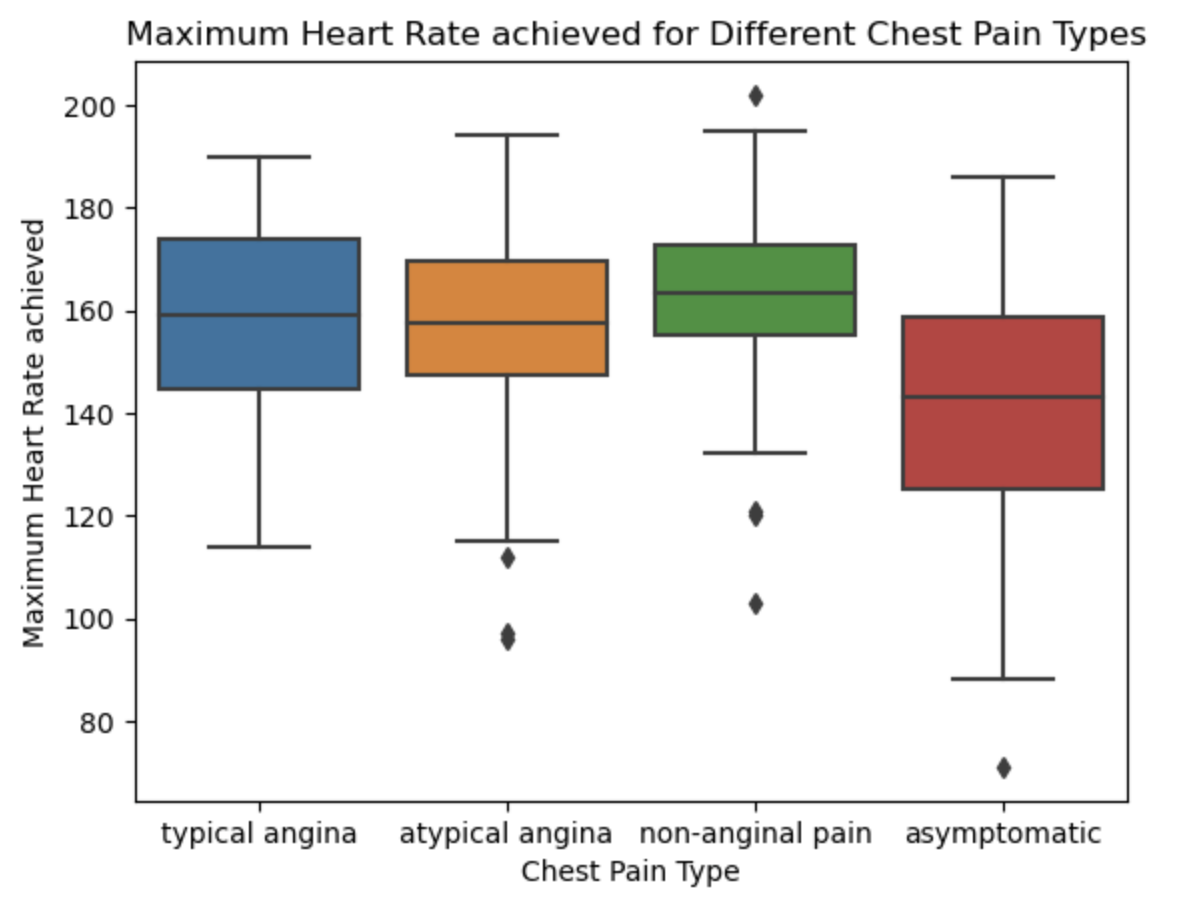 Maximum Heart Rate achieved for Different Chest Pain Types
Maximum Heart Rate achieved
200
180
160
140
120
100
80
typical angina
atypical angina
non-anginal pain
asymptomatic
Chest Pain Type